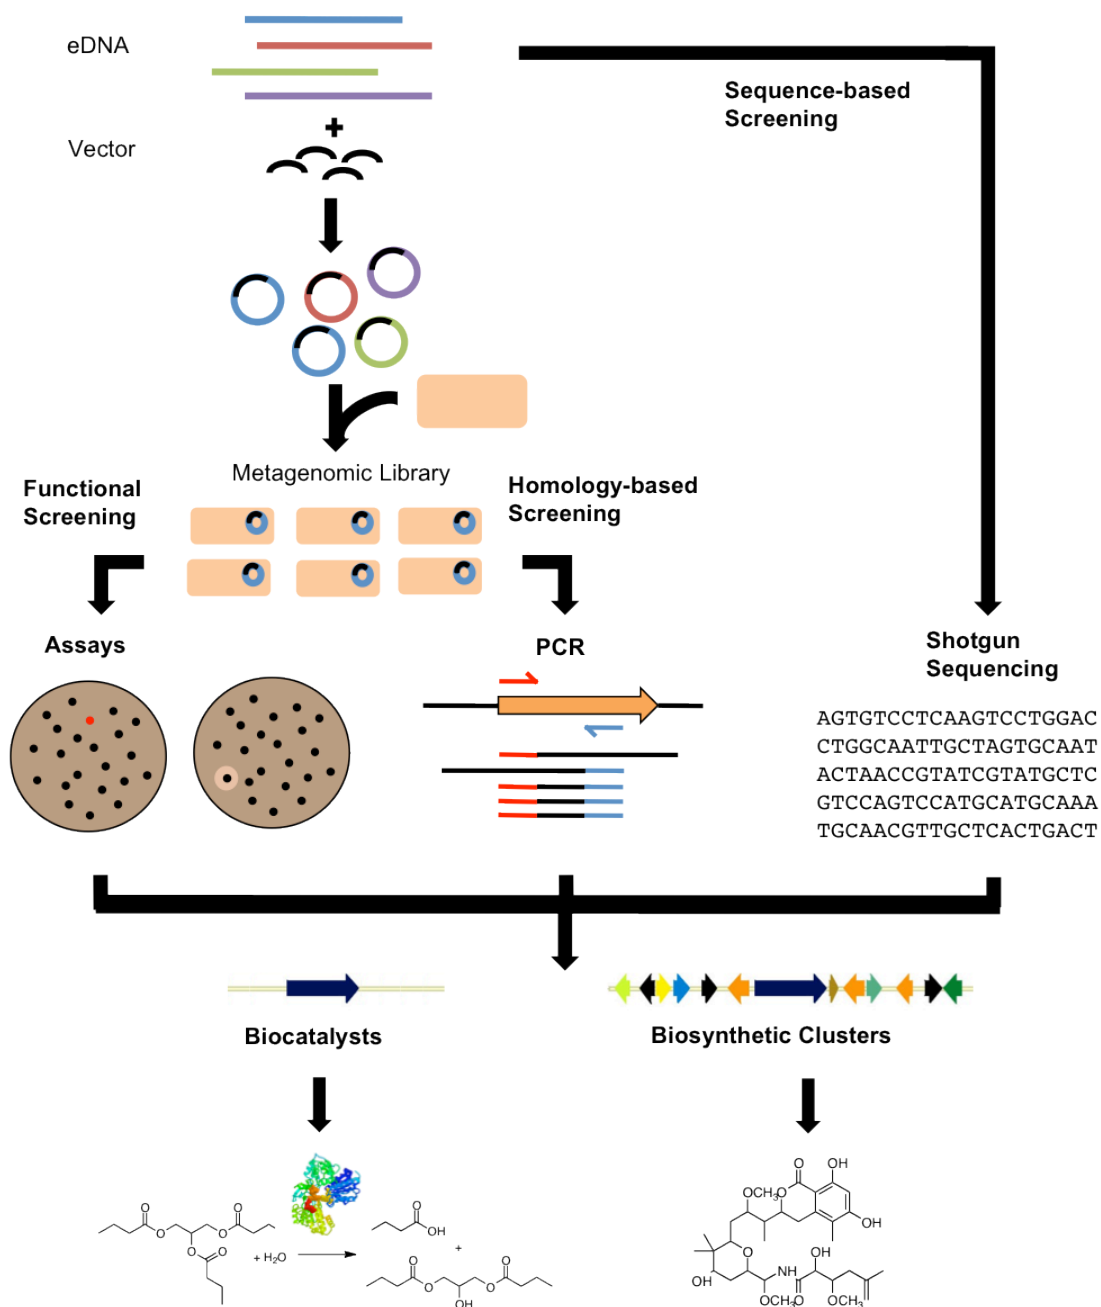 eDNA
+
Vector
Sequence-based
Screening
Metagenomic Library
Functional
Screening
Homology-based
Screening
Assays
PCR
Shotgun
Sequencing
AGTGTCCTCAAGTCCTGGAC
CTGGCAATTGCTAGTGCAAT
ACTAACCGTATCGTATGCTC
GTCCAGTCCATGCATGCAAA
TGCAACGTTGCTCACTGACT
Biocatalysts
Biosynthetic Clusters
O
O
O
O
O
O
+ H₂O
O
OH
+
O
O
O
O
OH
O
OH
OCH₃
O
OH
O
OH
NH
O
OH
OCH₃
OCH₃